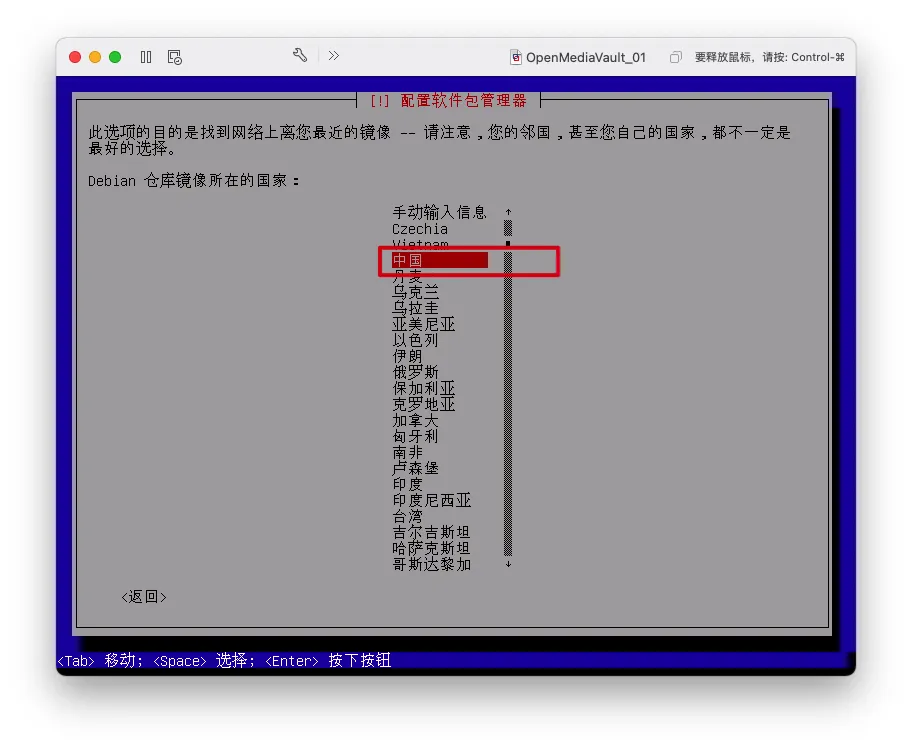 OpenMediaVault_01
要释放鼠标，请按: Control-⌘
[!] 配置软件包管理器
此选项的目的是找到网络上离您最近的镜像 -- 请注意，您的邻国，甚至您自己的国家，都不一定是
最好的选择。
Debian 仓库镜像所在的国家：
手动输入信息
Czechia
Vietnam
中国
丹麦
乌克兰
乌拉圭
亚美尼亚
以色列
伊朗
俄罗斯
保加利亚
克罗地亚
加拿大
匈牙利
南非
卢森堡
印度
印度尼西亚
台湾
吉尔吉斯坦
哈萨克斯坦
哥斯达黎加
<返回>
<Tab> 移动; <Space> 选择; <Enter> 按下按钮